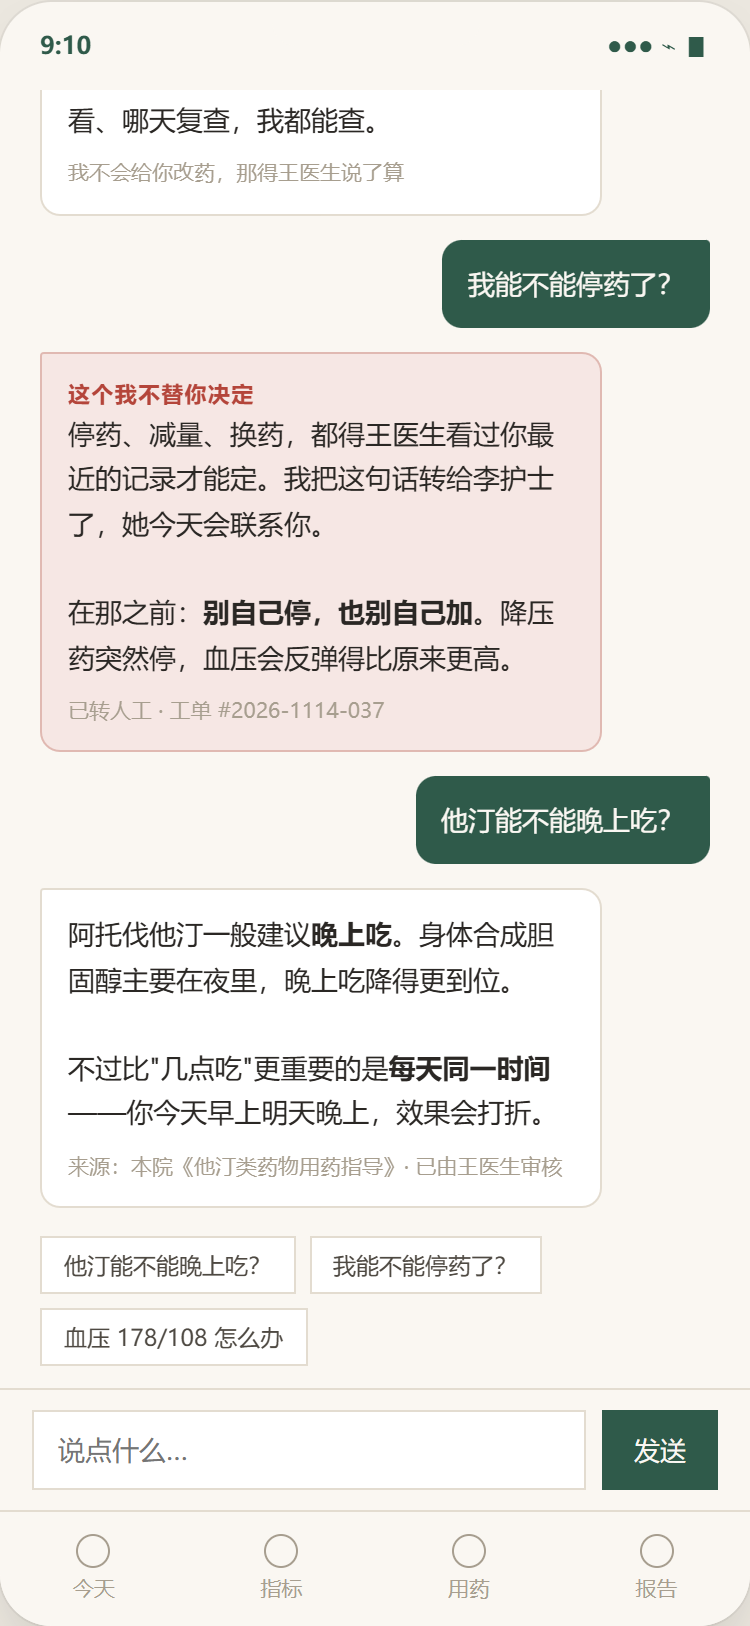 9:10
看、哪天复查，我都能查。
我不会给你改药，那得王医生说了算
我能不能停药了？
这个我不替你决定
停药、减量、换药，都得王医生看过你最
近的记录才能定。我把这句话转给李护士
了，她今天会联系你。
在那之前：别自己停，也别自己加。降压
药突然停，血压会反弹得比原来更高。
已转人工 · 工单 #2026-1114-037
他汀能不能晚上吃？
阿托伐他汀一般建议晚上吃。身体合成胆
固醇主要在夜里，晚上吃降得更到位。
不过比"几点吃"更重要的是每天同一时间
——你今天早上明天晚上，效果会打折。
来源：本院《他汀类药物用药指导》· 已由王医生审核
他汀能不能晚上吃？
我能不能停药了？
血压 178/108 怎么办
说点什么…
发送
今天
指标
用药
报告